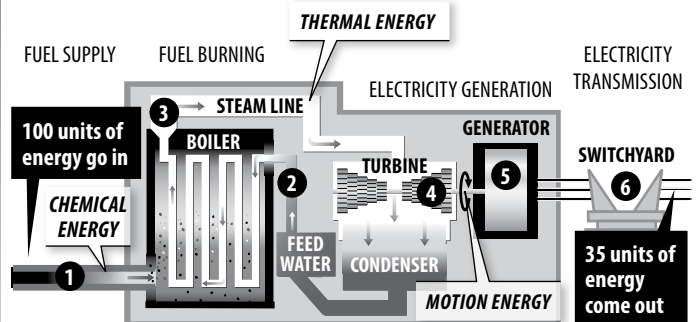 THERMAL ENERGY
FUEL SUPPLY
FUEL BURNING
ELECTRICITY
TRANSMISSION
ELECTRICITY GENERATION
3
STEAM LINE
100 units of
energy go in
BOILER
GENERATOR
TURBINE
SWITCHYARD
2
4
5
6
CHEMICAL
ENERGY
FEED
WATER
CONDENSER
35 units of
energy
come out
1
MOTION ENERGY